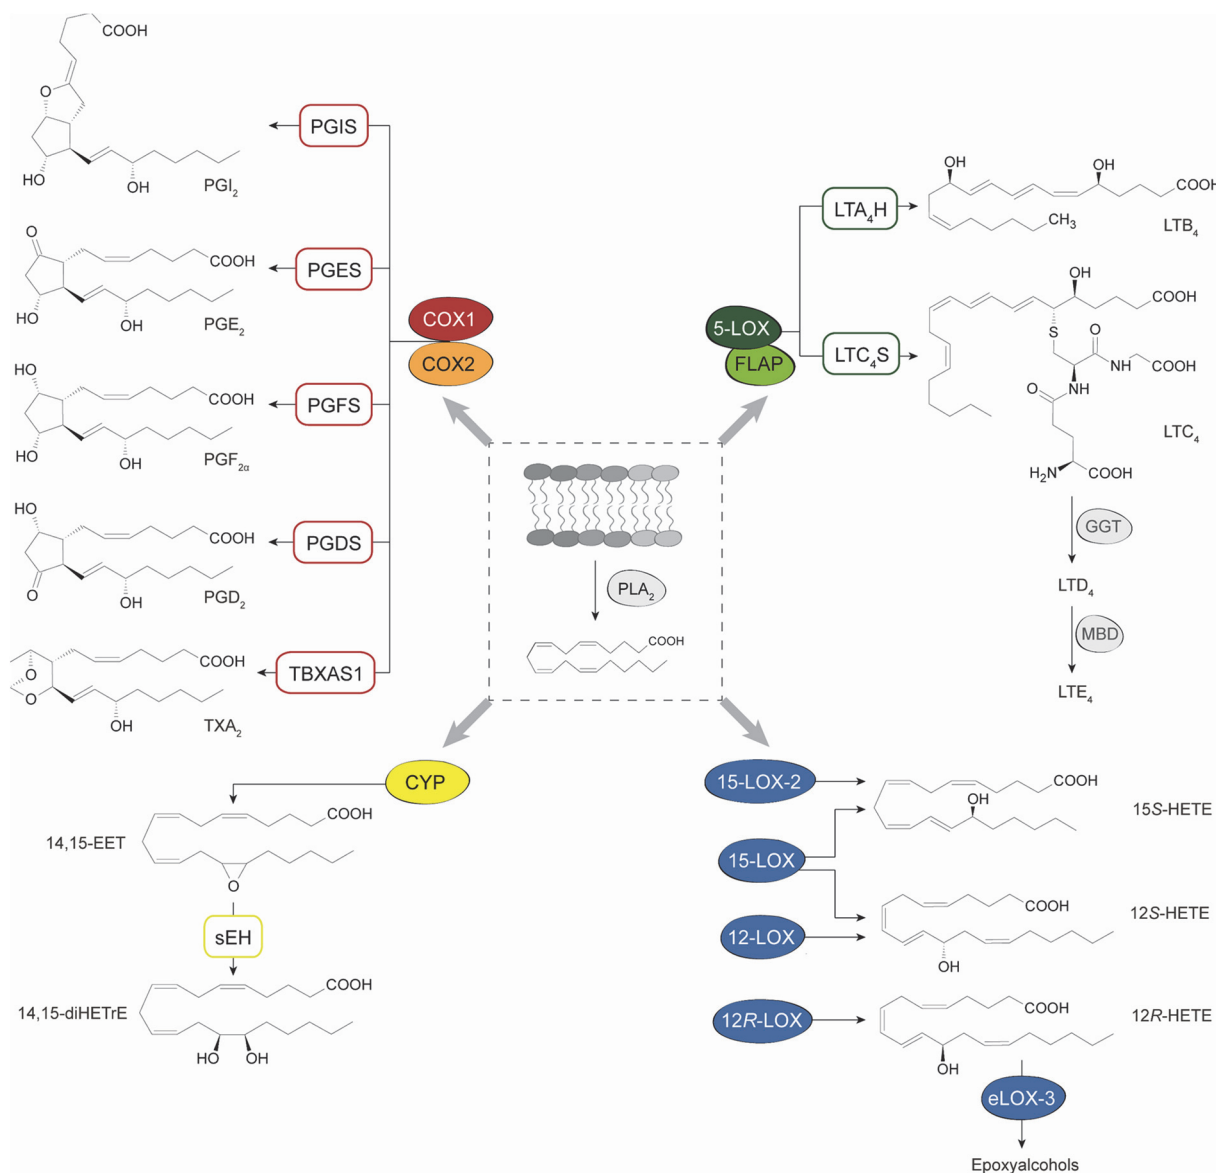 COOH
O
HO
OH
PGI2
PGIS
O
COOH
HO
OH
PGE2
PGES
COX1
COX2
HO
COOH
HO
OH
PGF2α
PGFS
HO
COOH
O
OH
PGD2
PGDS
COOH
O
O
OH
TXA2
TBXAS1
PLA2
COOH
5-LOX
FLAP
LTA4H
OH
OH
COOH
CH3
LTB4
LTC4S
OH
COOH
S
O
NH
COOH
O
NH
H2N
COOH
LTC4
GGT
LTD4
MBD
LTE4
CYP
14,15-EET
COOH
O
sEH
14,15-diHETrE
COOH
HO
OH
15-LOX-2
COOH
OH
15S-HETE
15-LOX
12-LOX
COOH
OH
12S-HETE
12R-LOX
COOH
OH
12R-HETE
eLOX-3
Epoxyalcohols